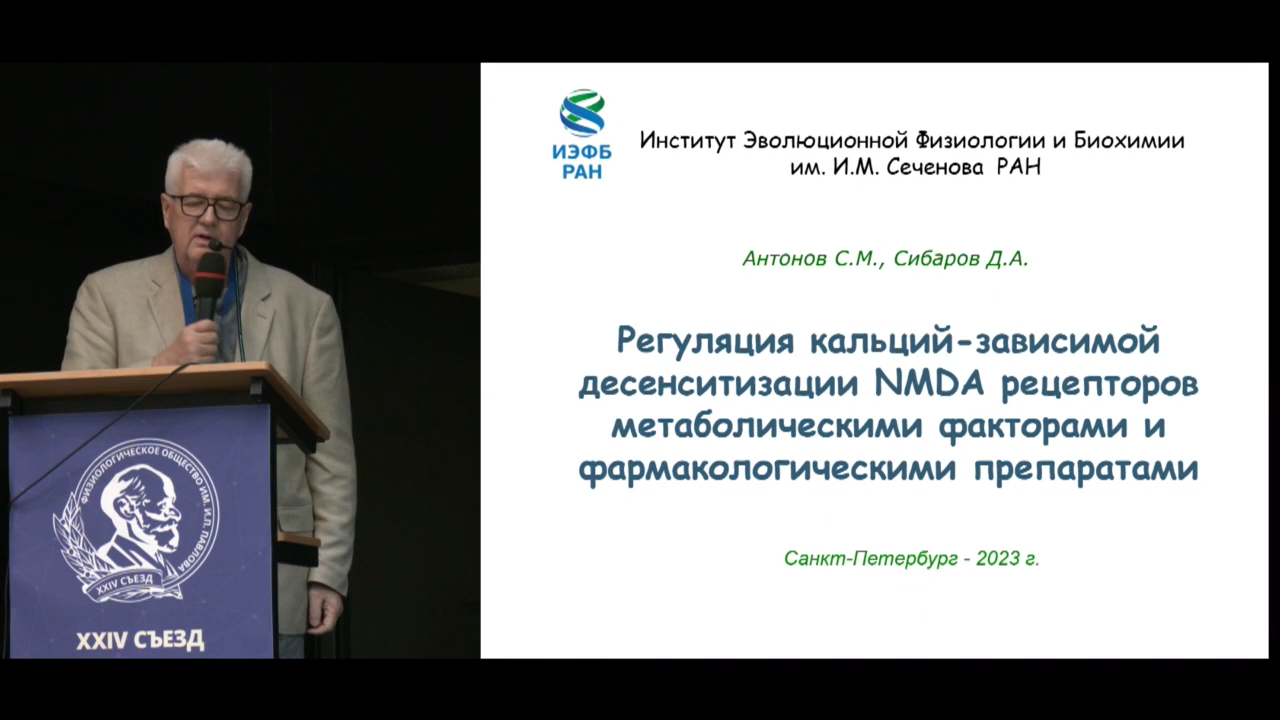 ИЭФБ
РАН
Институт Эволюционной Физиологии и Биохимии
им. И.М. Сеченова РАН
Антонов С.М., Сибаров Д.А.
Регуляция кальций-зависимой
десенситизации NMDA рецепторов
метаболическими факторами и
фармакологическими препаратами
Санкт-Петербург - 2023 г.
ФИЗИОЛОГИЧЕСКОЕ ОБЩЕСТВО ИМ. И.П. ПАВЛОВА
XXIV СЪЕЗД
XXIV СЪЕЗД